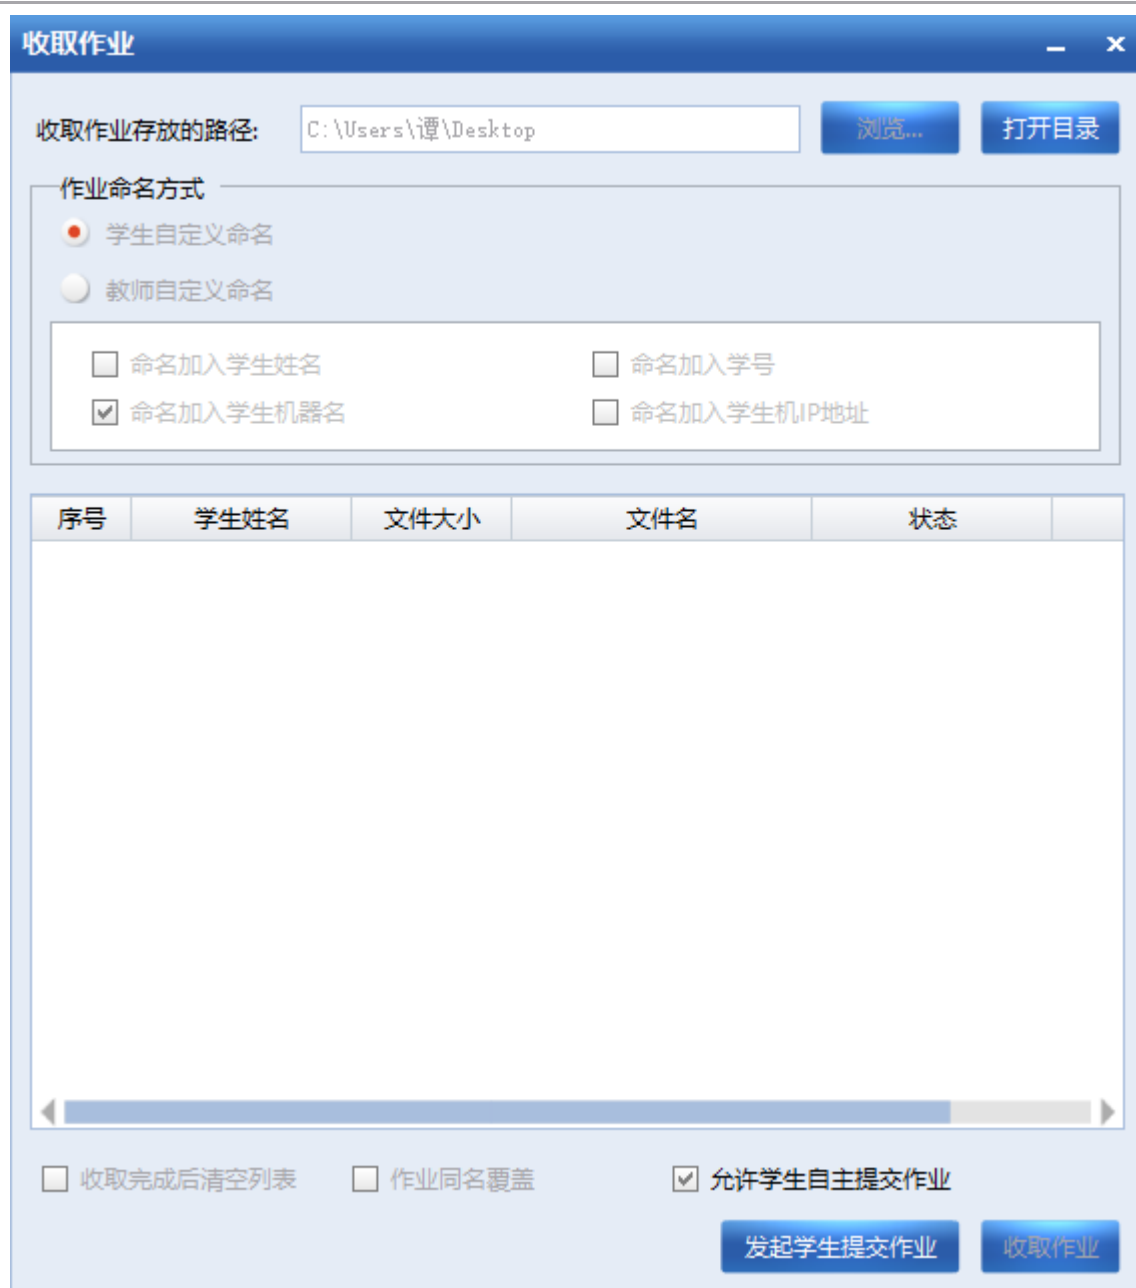 收取作业
收取作业存放的路径: C:\Users\谭\Desktop 浏览... 打开目录
作业命名方式
学生自定义命名
教师自定义命名
命名加入学生姓名 命名加入学号
命名加入学生机器名 命名加入学生机IP地址
序号 学生姓名 文件大小 文件名 状态
收取完成后清空列表 作业同名覆盖 允许学生自主提交作业
发起学生提交作业 收取作业